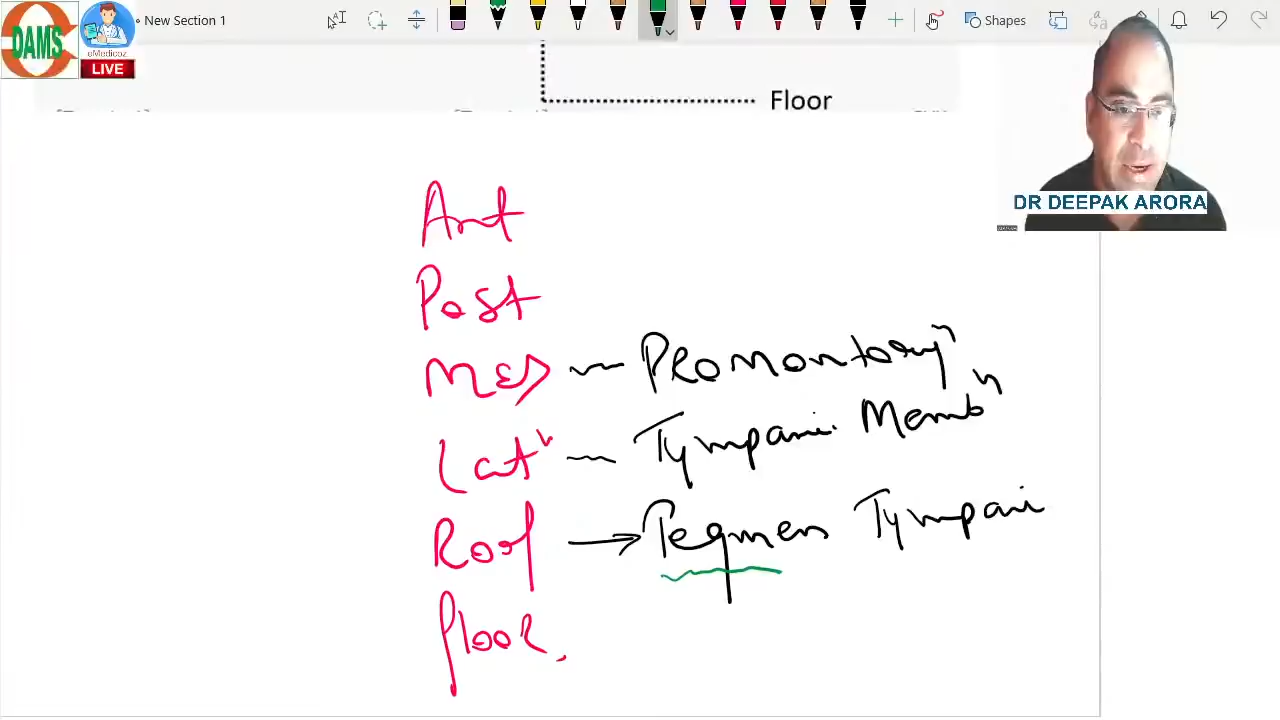 DAMS
eMedicoz
LIVE
New Section 1
Shapes
Floor
DR DEEPAK ARORA
Ant
Post
Med ~ Promontory
Lat ~ Tympanic Memb
Roof → Tegmen Tympani
floor